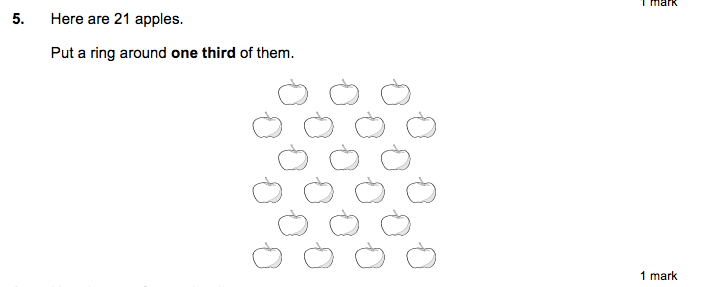 1 mark
5. Here are 21 apples.
Put a ring around one third of them.
1 mark